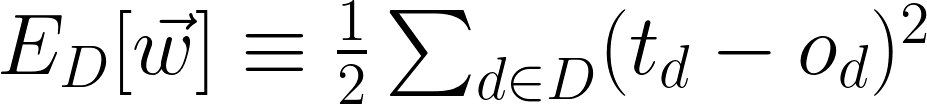 $E_D[\vec{w}] \equiv \frac{1}{2} \sum_{d \in D} (t_d - o_d)^2$